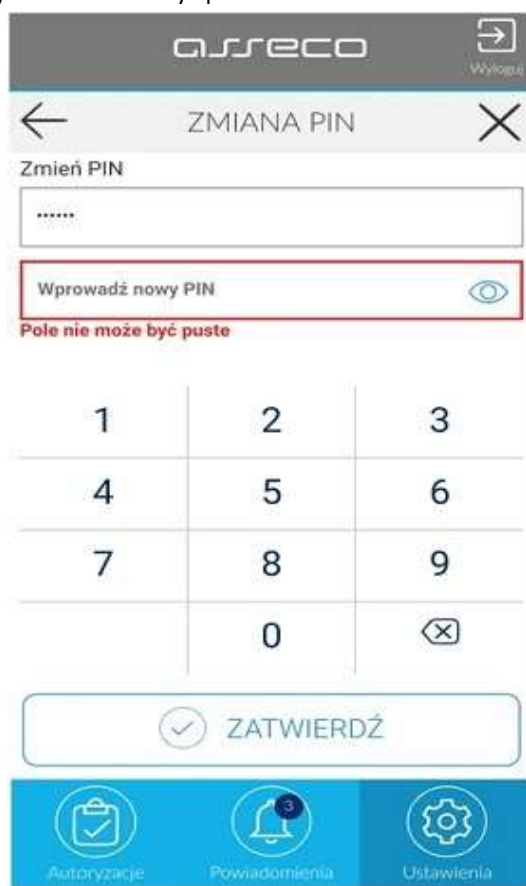 asseco
Wyloguj
ZMIANA PIN
Zmień PIN
••••••
Wprowadź nowy PIN
Pole nie może być puste
1 2 3
4 5 6
7 8 9
0
ZATWIERDŹ
3
Autoryzacje Powiadomienia Ustawienia